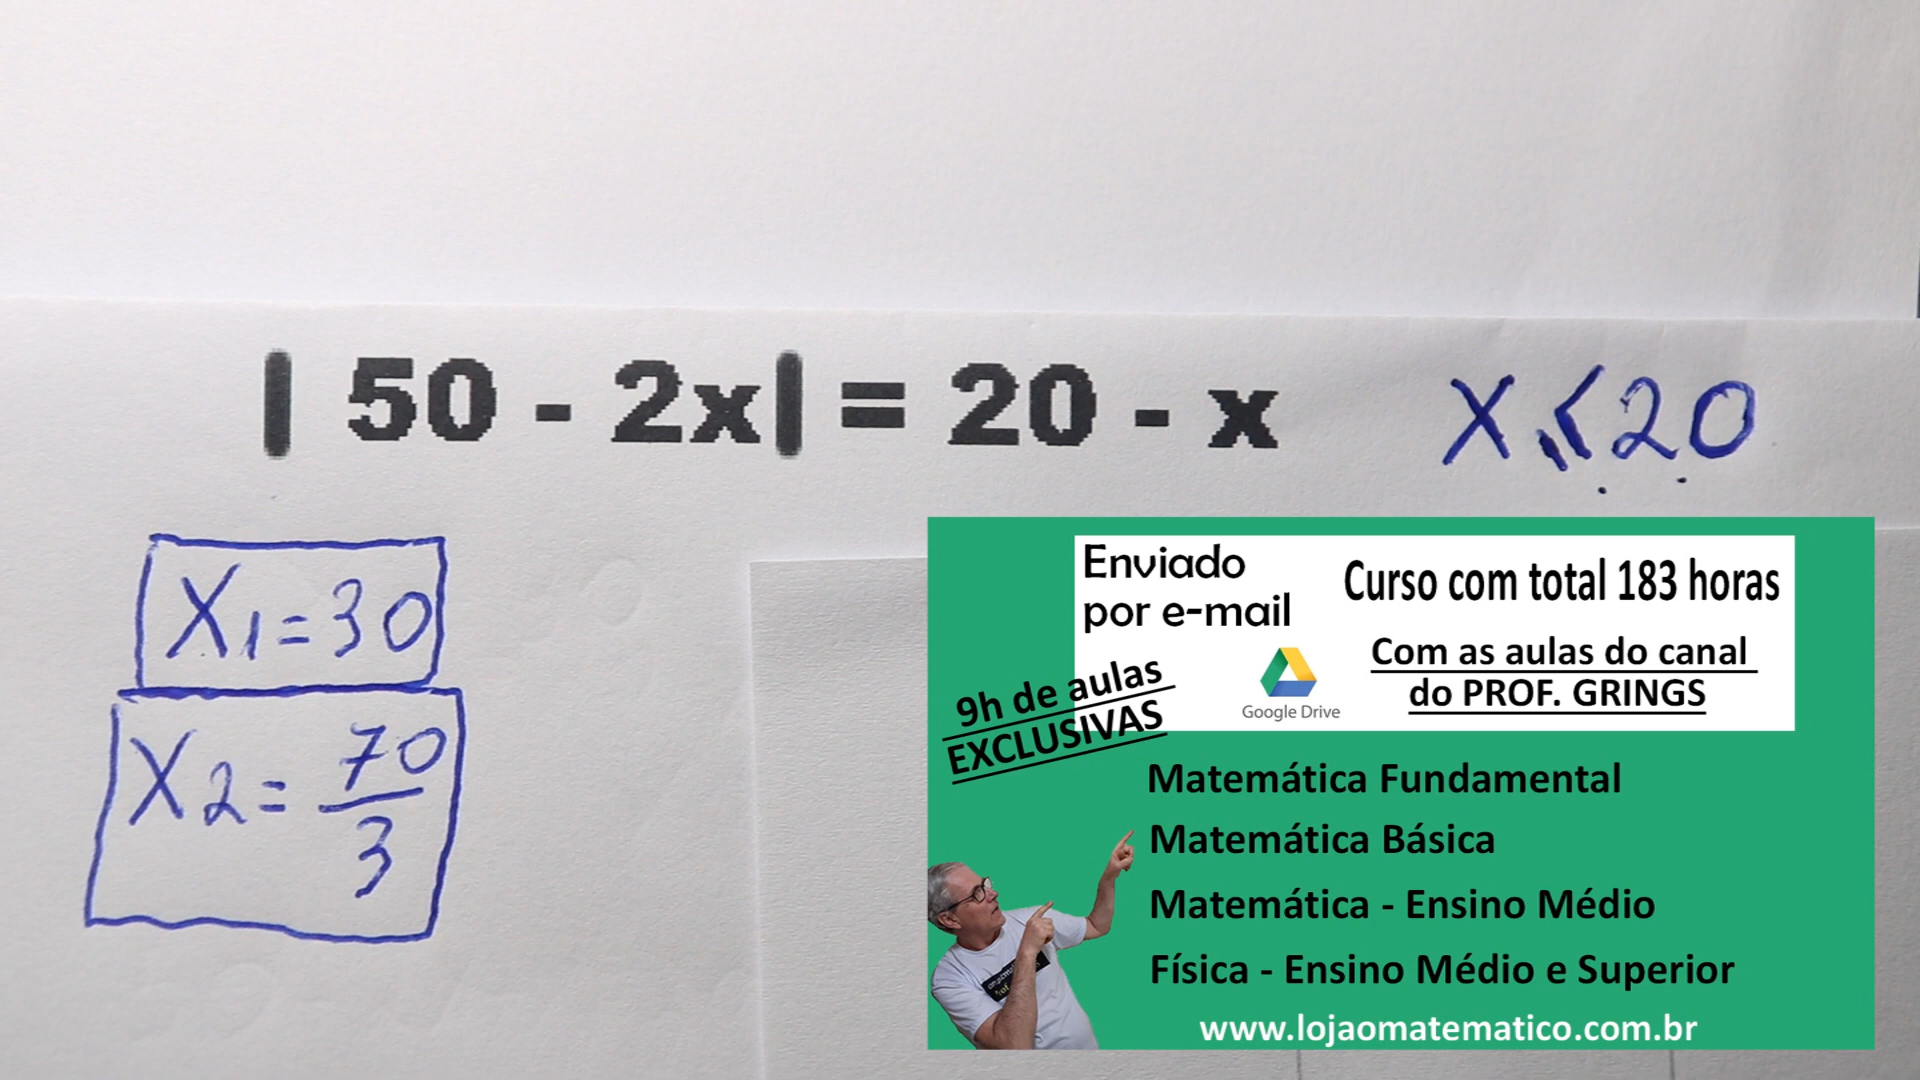 | 50 - 2x| = 20 - x
X ≤ 20
X1 = 30
X2 = 70/3
Enviado
por e-mail
Google Drive
Curso com total 183 horas
Com as aulas do canal
do PROF. GRINGS
9h de aulas
EXCLUSIVAS
Matemática Fundamental
Matemática Básica
Matemática - Ensino Médio
Física - Ensino Médio e Superior
www.lojaomatematico.com.br